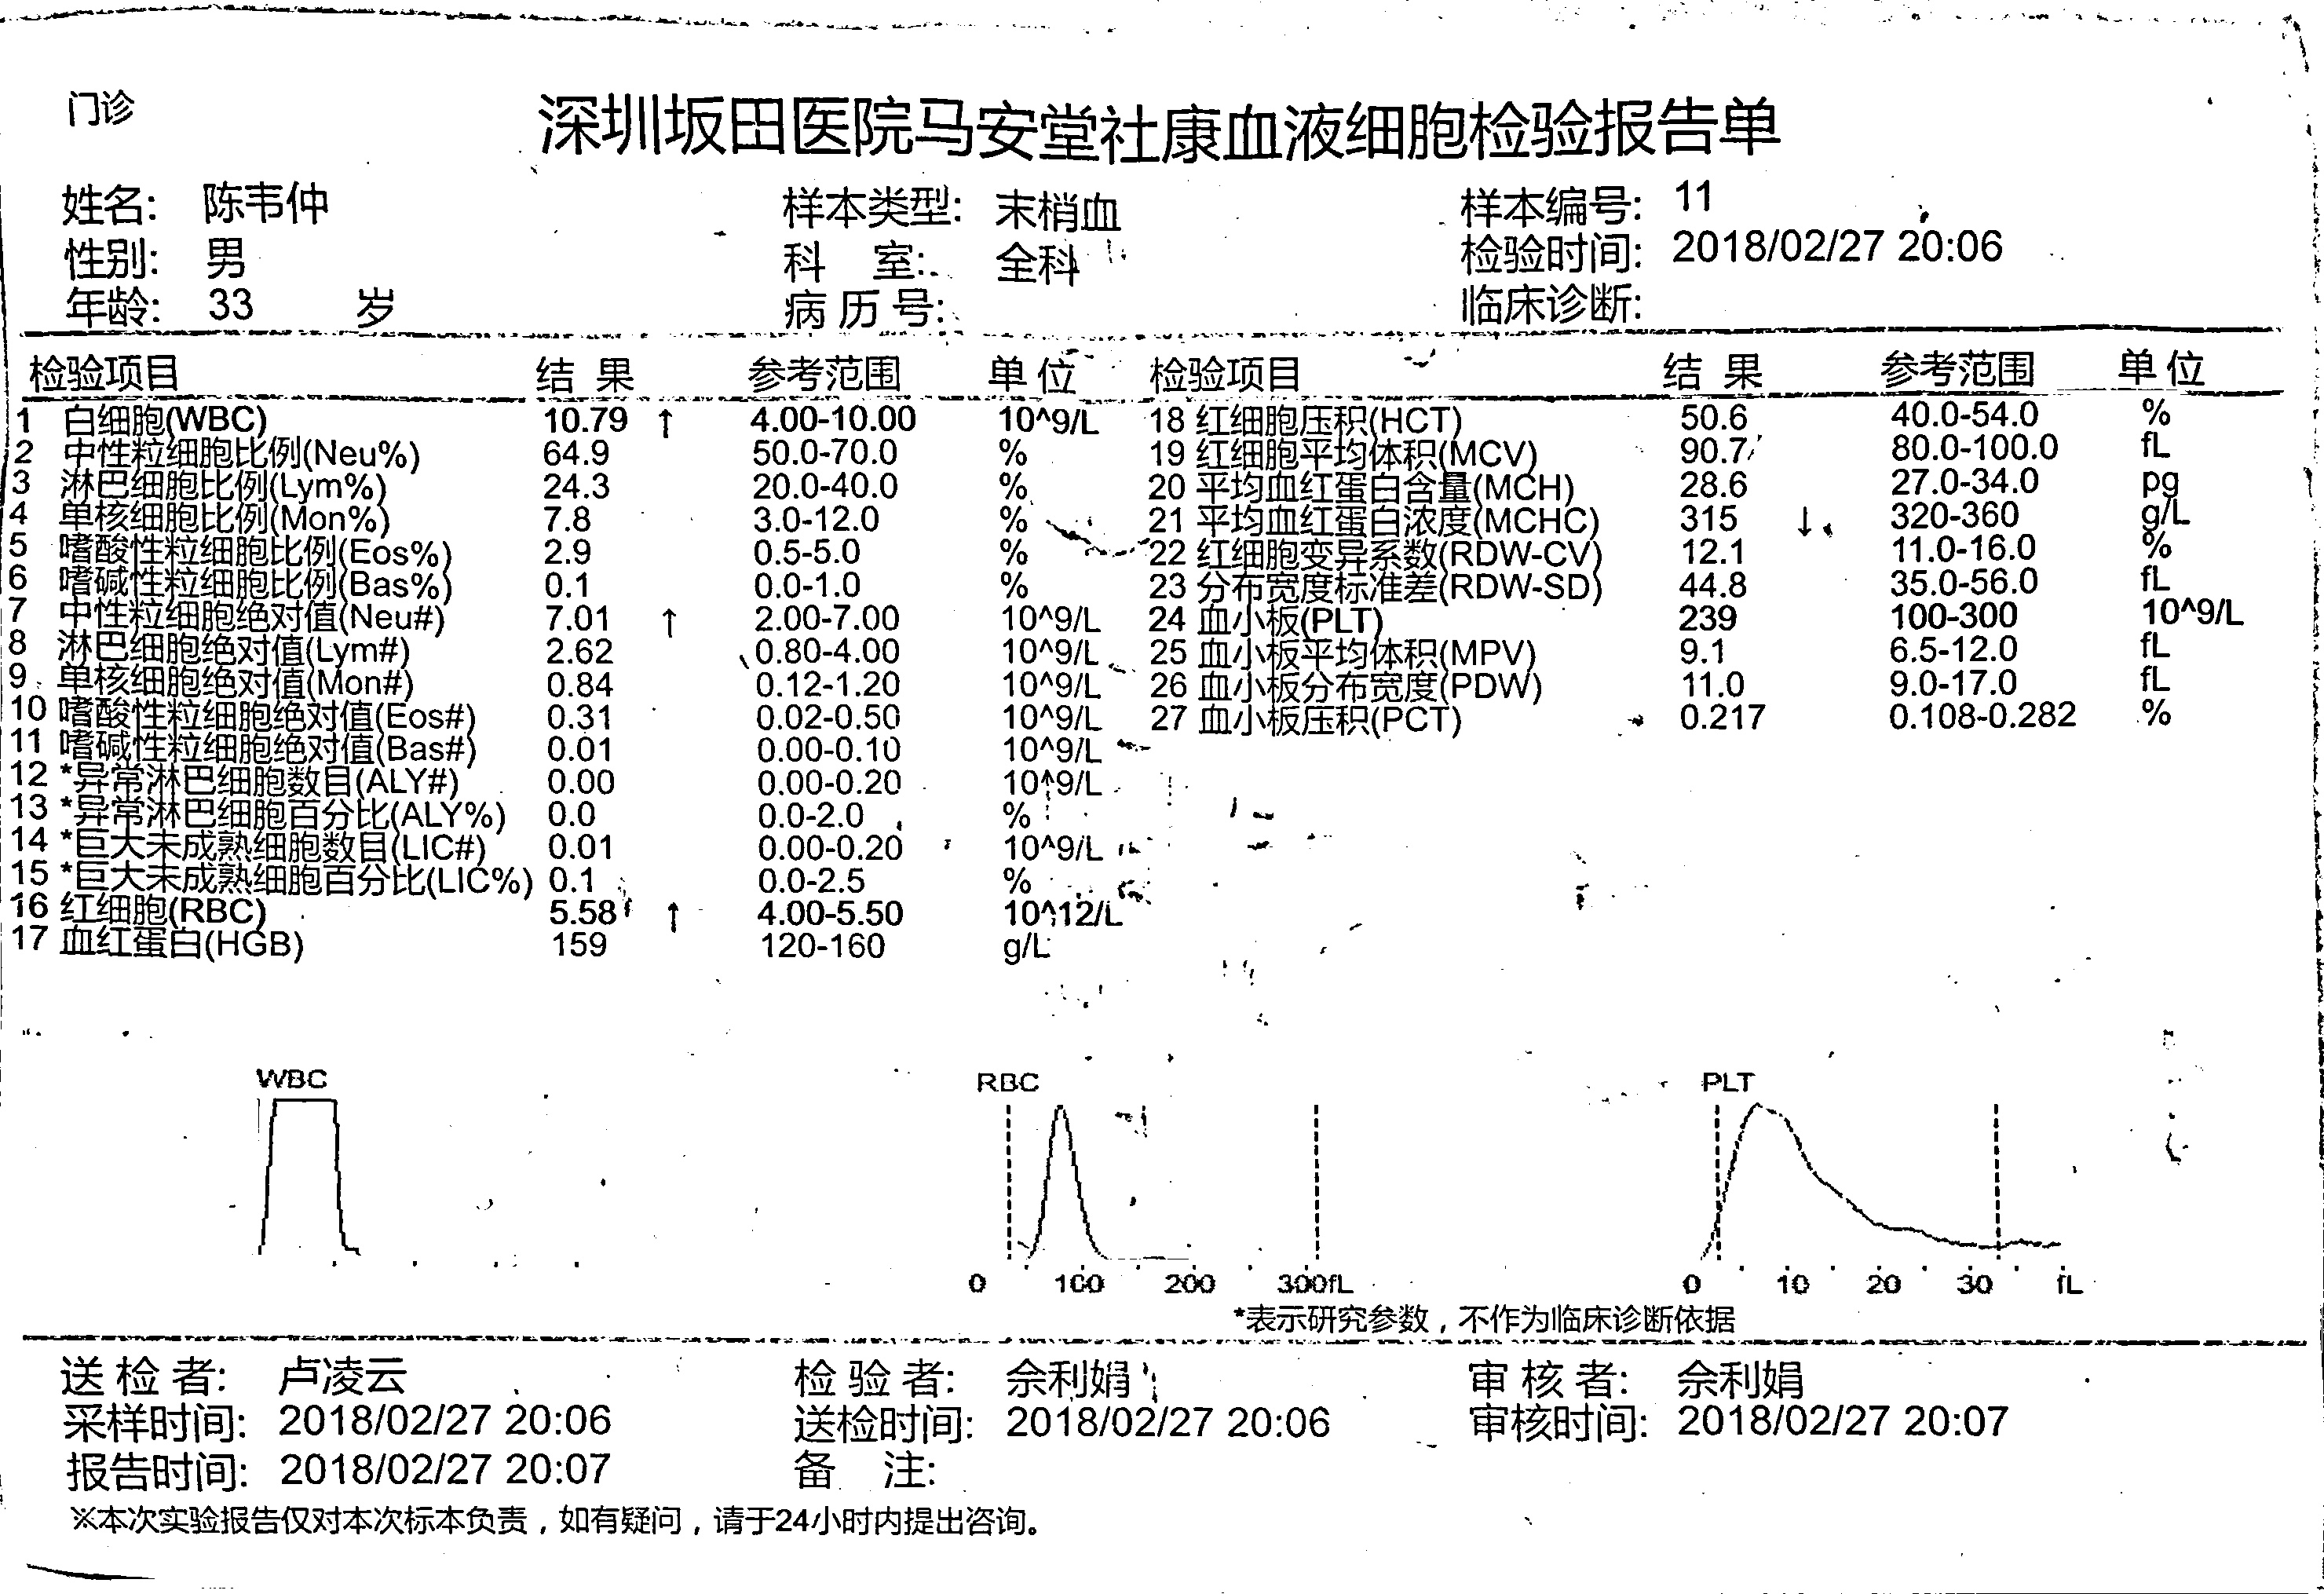 门诊
深圳坂田医院马安堂社康血液细胞检验报告单
姓名: 陈韦仲 样本类型: 末梢血 样本编号: 11
性别: 男 科 室: 全科 检验时间: 2018/02/27 20:06
年龄: 33 岁 病历号: 临床诊断:
检验项目 结果 参考范围 单位 检验项目 结果 参考范围 单位
1 白细胞(WBC) 10.79 ↑ 4.00-10.00 10^9/L 18 红细胞压积(HCT) 50.6 40.0-54.0 %
2 中性粒细胞比例(Neu%) 64.9 50.0-70.0 % 19 红细胞平均体积(MCV) 90.7 80.0-100.0 fL
3 淋巴细胞比例(Lym%) 24.3 20.0-40.0 % 20 平均血红蛋白含量(MCH) 28.6 27.0-34.0 pg
4 单核细胞比例(Mon%) 7.8 3.0-12.0 % 21 平均血红蛋白浓度(MCHC) 315 ↓ 320-360 g/L
5 嗜酸性粒细胞比例(Eos%) 2.9 0.5-5.0 % 22 红细胞变异系数(RDW-CV) 12.1 11.0-16.0 %
6 嗜碱性粒细胞比例(Bas%) 0.1 0.0-1.0 % 23 分布宽度标准差(RDW-SD) 44.8 35.0-56.0 fL
7 中性粒细胞绝对值(Neu#) 7.01 ↑ 2.00-7.00 10^9/L 24 血小板(PLT) 239 100-300 10^9/L
8 淋巴细胞绝对值(Lym#) 2.62 0.80-4.00 10^9/L 25 血小板平均体积(MPV) 9.1 6.5-12.0 fL
9 单核细胞绝对值(Mon#) 0.84 0.12-1.20 10^9/L 26 血小板分布宽度(PDW) 11.0 9.0-17.0 fL
10 嗜酸性粒细胞绝对值(Eos#) 0.31 0.02-0.50 10^9/L 27 血小板压积(PCT) 0.217 0.108-0.282 %
11 嗜碱性粒细胞绝对值(Bas#) 0.01 0.00-0.10 10^9/L
12 *异常淋巴细胞数目(ALY#) 0.00 0.00-0.20 10^9/L
13 *异常淋巴细胞百分比(ALY%) 0.0 0.0-2.0 %
14 *巨大未成熟细胞数目(LIC#) 0.01 0.00-0.20 10^9/L
15 *巨大未成熟细胞百分比(LIC%) 0.1 0.0-2.5 %
16 红细胞(RBC) 5.58 ↑ 4.00-5.50 10^12/L
17 血红蛋白(HGB) 159 120-160 g/L
WBC RBC PLT
0 100 200 300fL 0 10 20 30 fL
*表示研究参数，不作为临床诊断依据
送检者: 卢凌云 检验者: 佘利娟 审核者: 佘利娟
采样时间: 2018/02/27 20:06 送检时间: 2018/02/27 20:06 审核时间: 2018/02/27 20:07
报告时间: 2018/02/27 20:07 备 注:
※本次实验报告仅对本次标本负责，如有疑问，请于24小时内提出咨询。